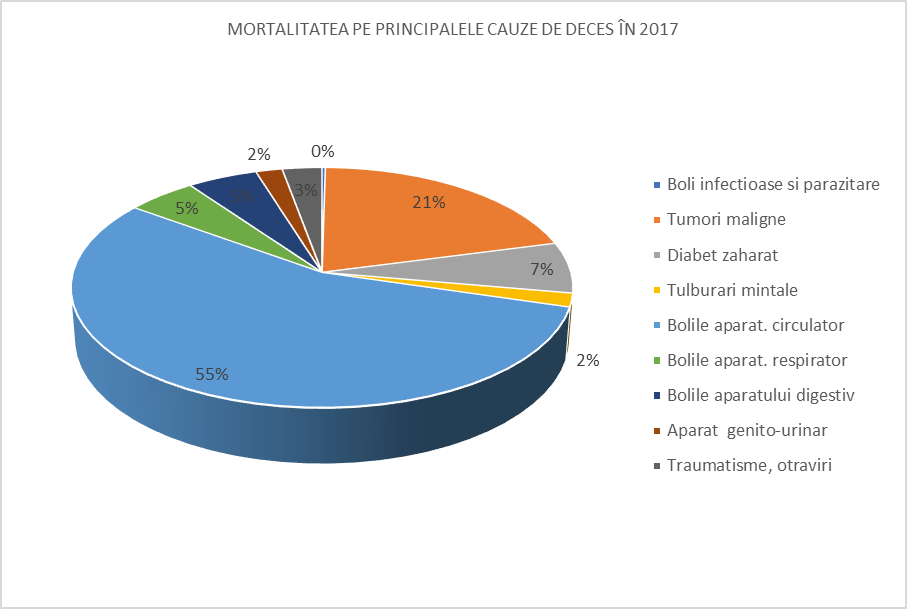 MORTALITATEA PE PRINCIPALELE CAUZE DE DECES ÎN 2017
0%
2%
3%
21%
5%
7%
2%
55%
Boli infectioase si parazitare
Tumori maligne
Diabet zaharat
Tulburari mintale
Bolile aparat. circulator
Bolile aparat. respirator
Bolile aparatului digestiv
Aparat genito-urinar
Traumatisme, otraviri